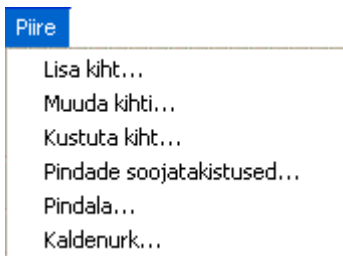 Piire
Lisa kiht...
Muuda kihti...
Kustuta kiht...
Pindade soojatakistused...
Pindala...
Kaldenurk...